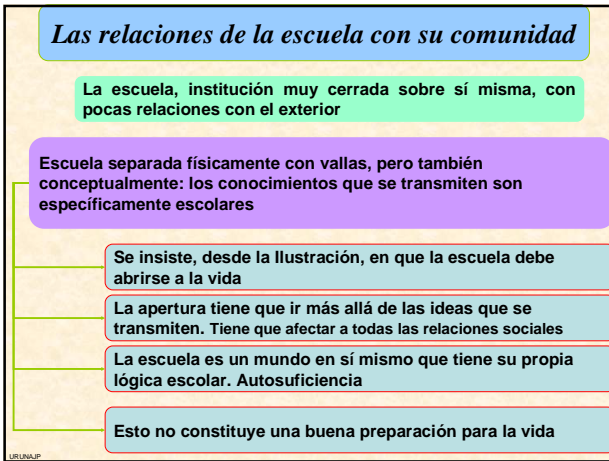 Las relaciones de la escuela con su comunidad
La escuela, institución muy cerrada sobre sí misma, con
pocas relaciones con el exterior
Escuela separada físicamente con vallas, pero también
conceptualmente: los conocimientos que se transmiten son
específicamente escolares
Se insiste, desde la Ilustración, en que la escuela debe
abrirse a la vida
La apertura tiene que ir más allá de las ideas que se
transmiten. Tiene que afectar a todas las relaciones sociales
La escuela es un mundo en sí mismo que tiene su propia
lógica escolar. Autosuficiencia
Esto no constituye una buena preparación para la vida
URUNAJP